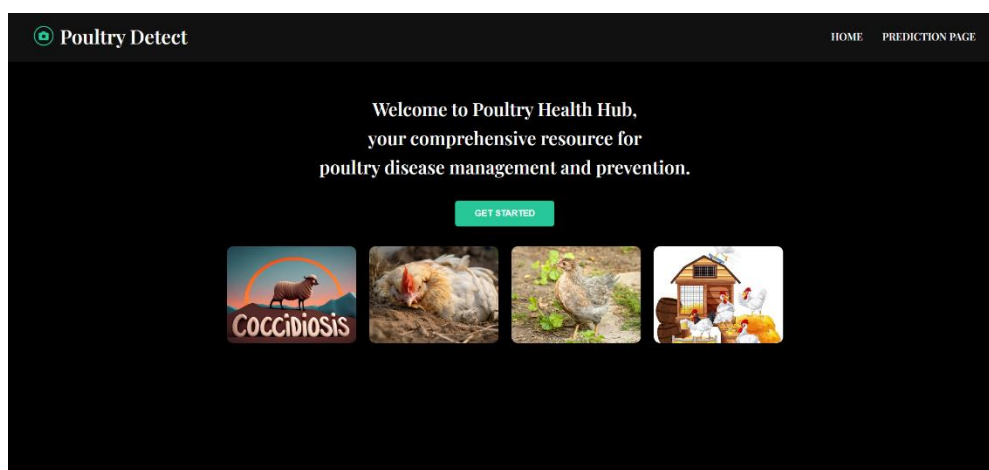 Poultry Detect
HOME PREDICTION PAGE
Welcome to Poultry Health Hub,
your comprehensive resource for
poultry disease management and prevention.
GET STARTED
COCCIDIOSIS